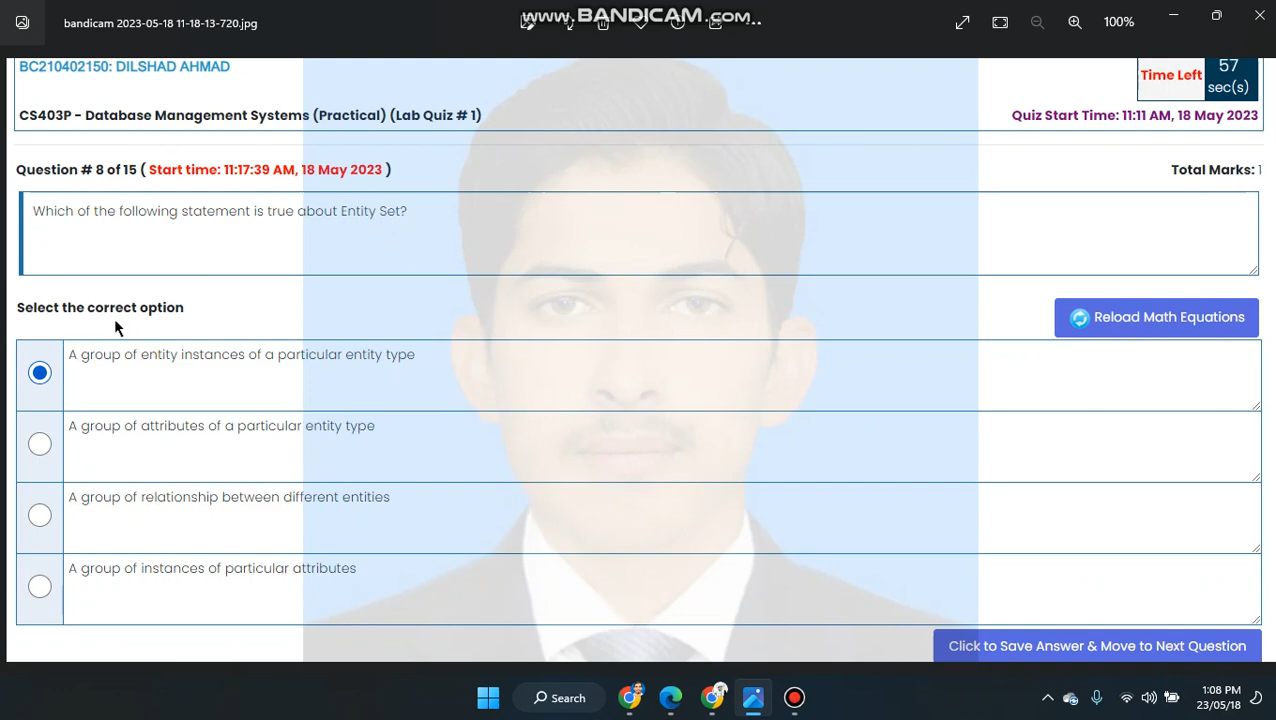 bandicam 2023-05-18 11-18-13-720.jpg
www.BANDICAM.COM
100%
BC210402150: DILSHAD AHMAD
Time Left
57
sec(s)
CS403P - Database Management Systems (Practical) (Lab Quiz # 1)
Quiz Start Time: 11:11 AM, 18 May 2023
Question # 8 of 15 ( Start time: 11:17:39 AM, 18 May 2023 )
Total Marks: 1
Which of the following statement is true about Entity Set?
Select the correct option
Reload Math Equations
A group of entity instances of a particular entity type
A group of attributes of a particular entity type
A group of relationship between different entities
A group of instances of particular attributes
Click to Save Answer & Move to Next Question
Search
1:08 PM
23/05/18